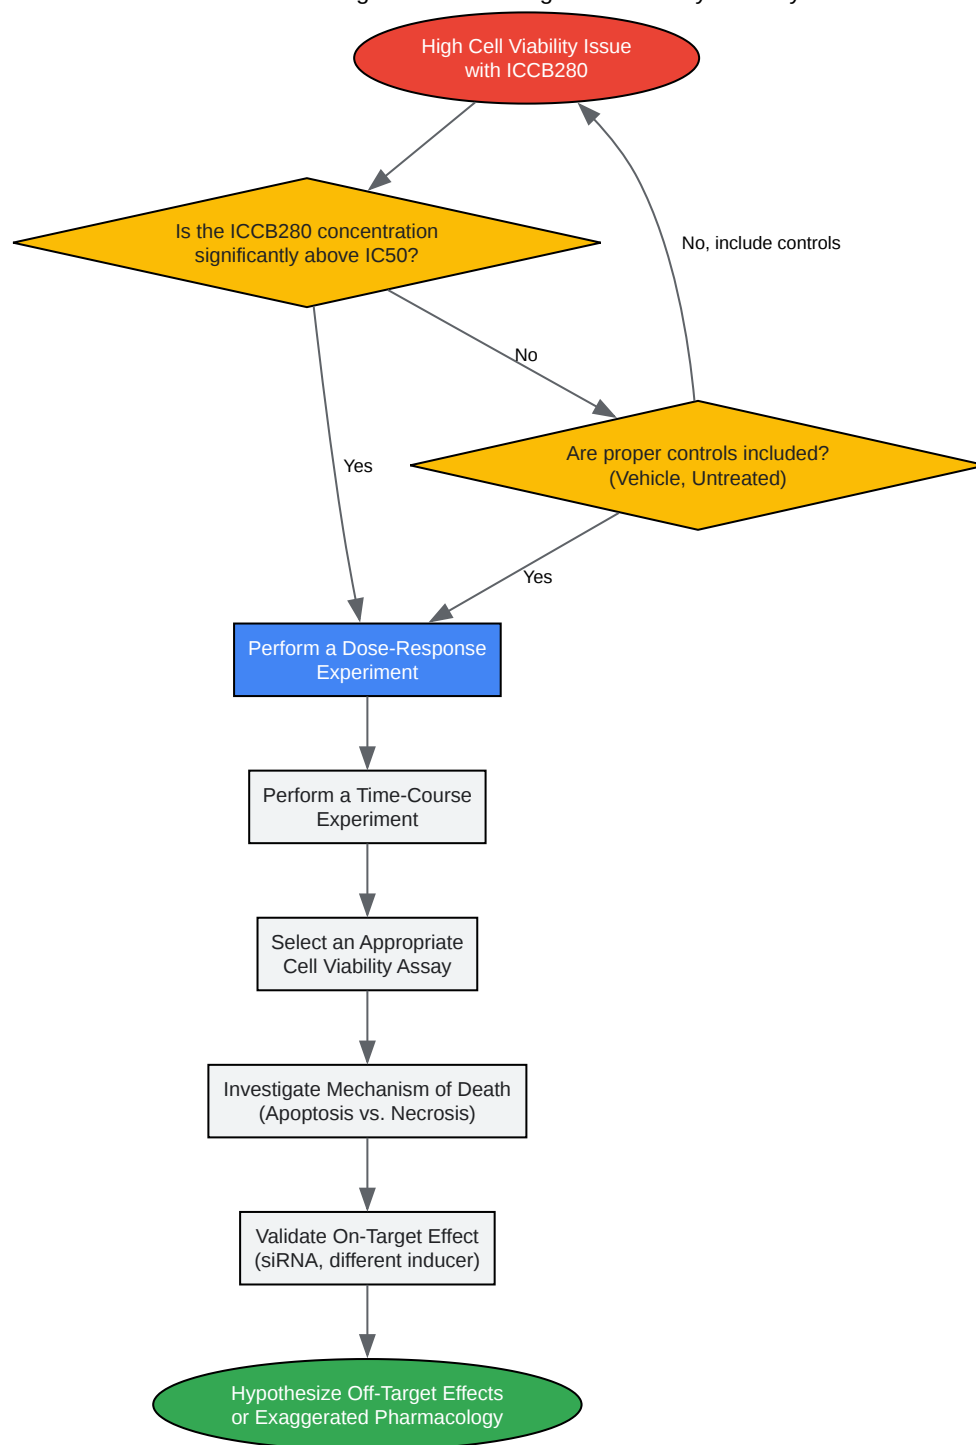 High Cell Viability Issue
with ICCB280
Is the ICCB280 concentration
significantly above IC50?
No, include controls
No
Are proper controls included?
(Vehicle, Untreated)
Yes
Yes
Perform a Dose-Response
Experiment
Perform a Time-Course
Experiment
Select an Appropriate
Cell Viability Assay
Investigate Mechanism of Death
(Apoptosis vs. Necrosis)
Validate On-Target Effect
(siRNA, different inducer)
Hypothesize Off-Target Effects
or Exaggerated Pharmacology